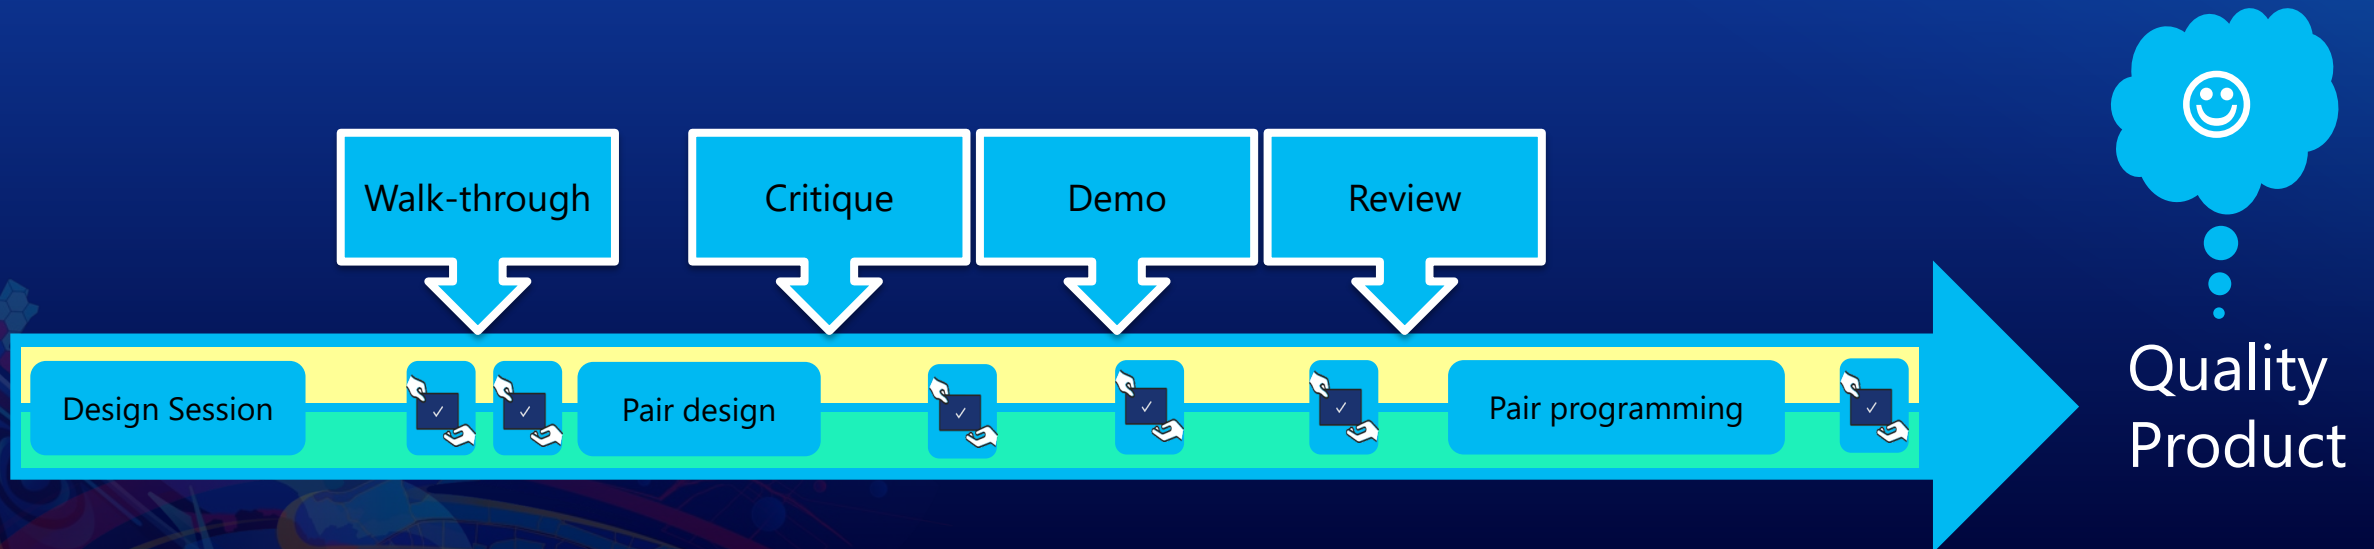 Walk-through
Critique
Demo
Review
Design Session
Pair design
Pair programming
Quality
Product